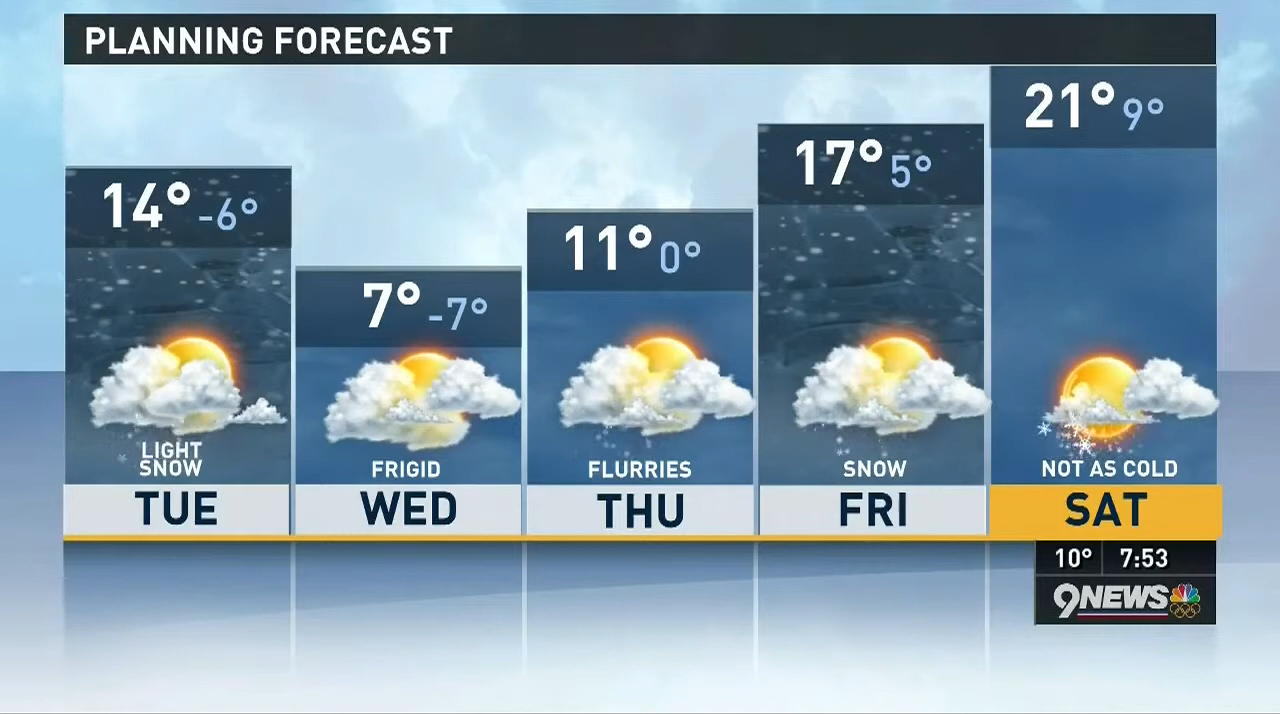 PLANNING FORECAST
14° -6°
LIGHT
SNOW
TUE
7° -7°
FRIGID
WED
11° 0°
FLURRIES
THU
17° 5°
SNOW
FRI
21° 9°
NOT AS COLD
SAT
10° 7:53
9NEWS